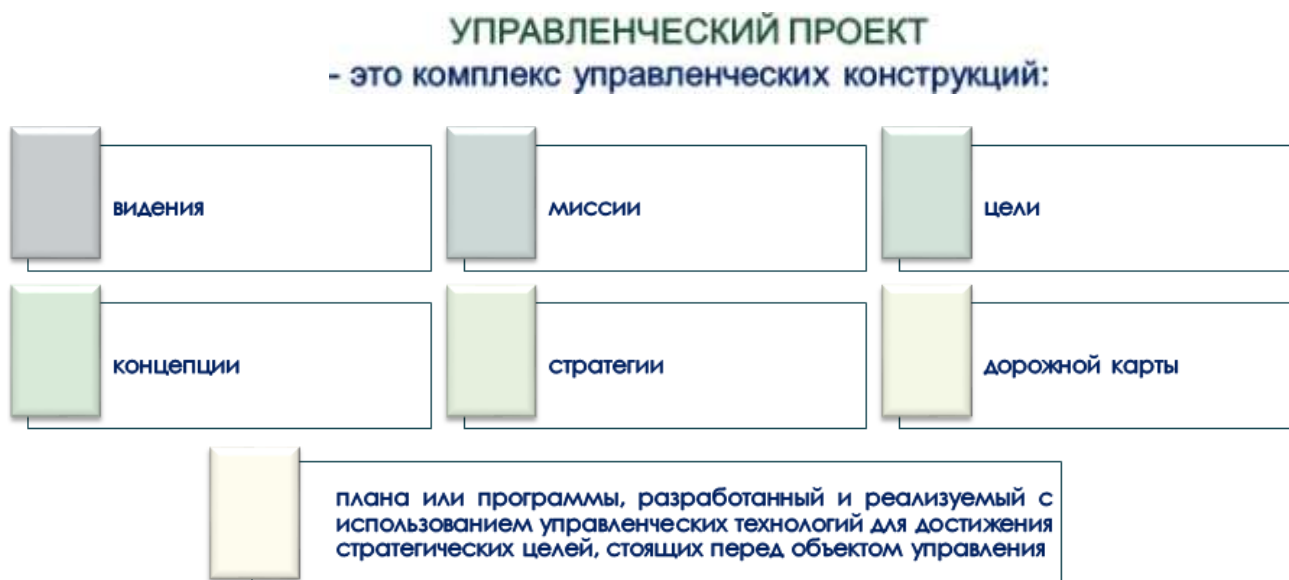 УПРАВЛЕНЧЕСКИЙ ПРОЕКТ
- это комплекс управленческих конструкций:
видения
миссии
цели
концепции
стратегии
дорожной карты
плана или программы, разработанный и реализуемый с
использованием управленческих технологий для достижения
стратегических целей, стоящих перед объектом управления